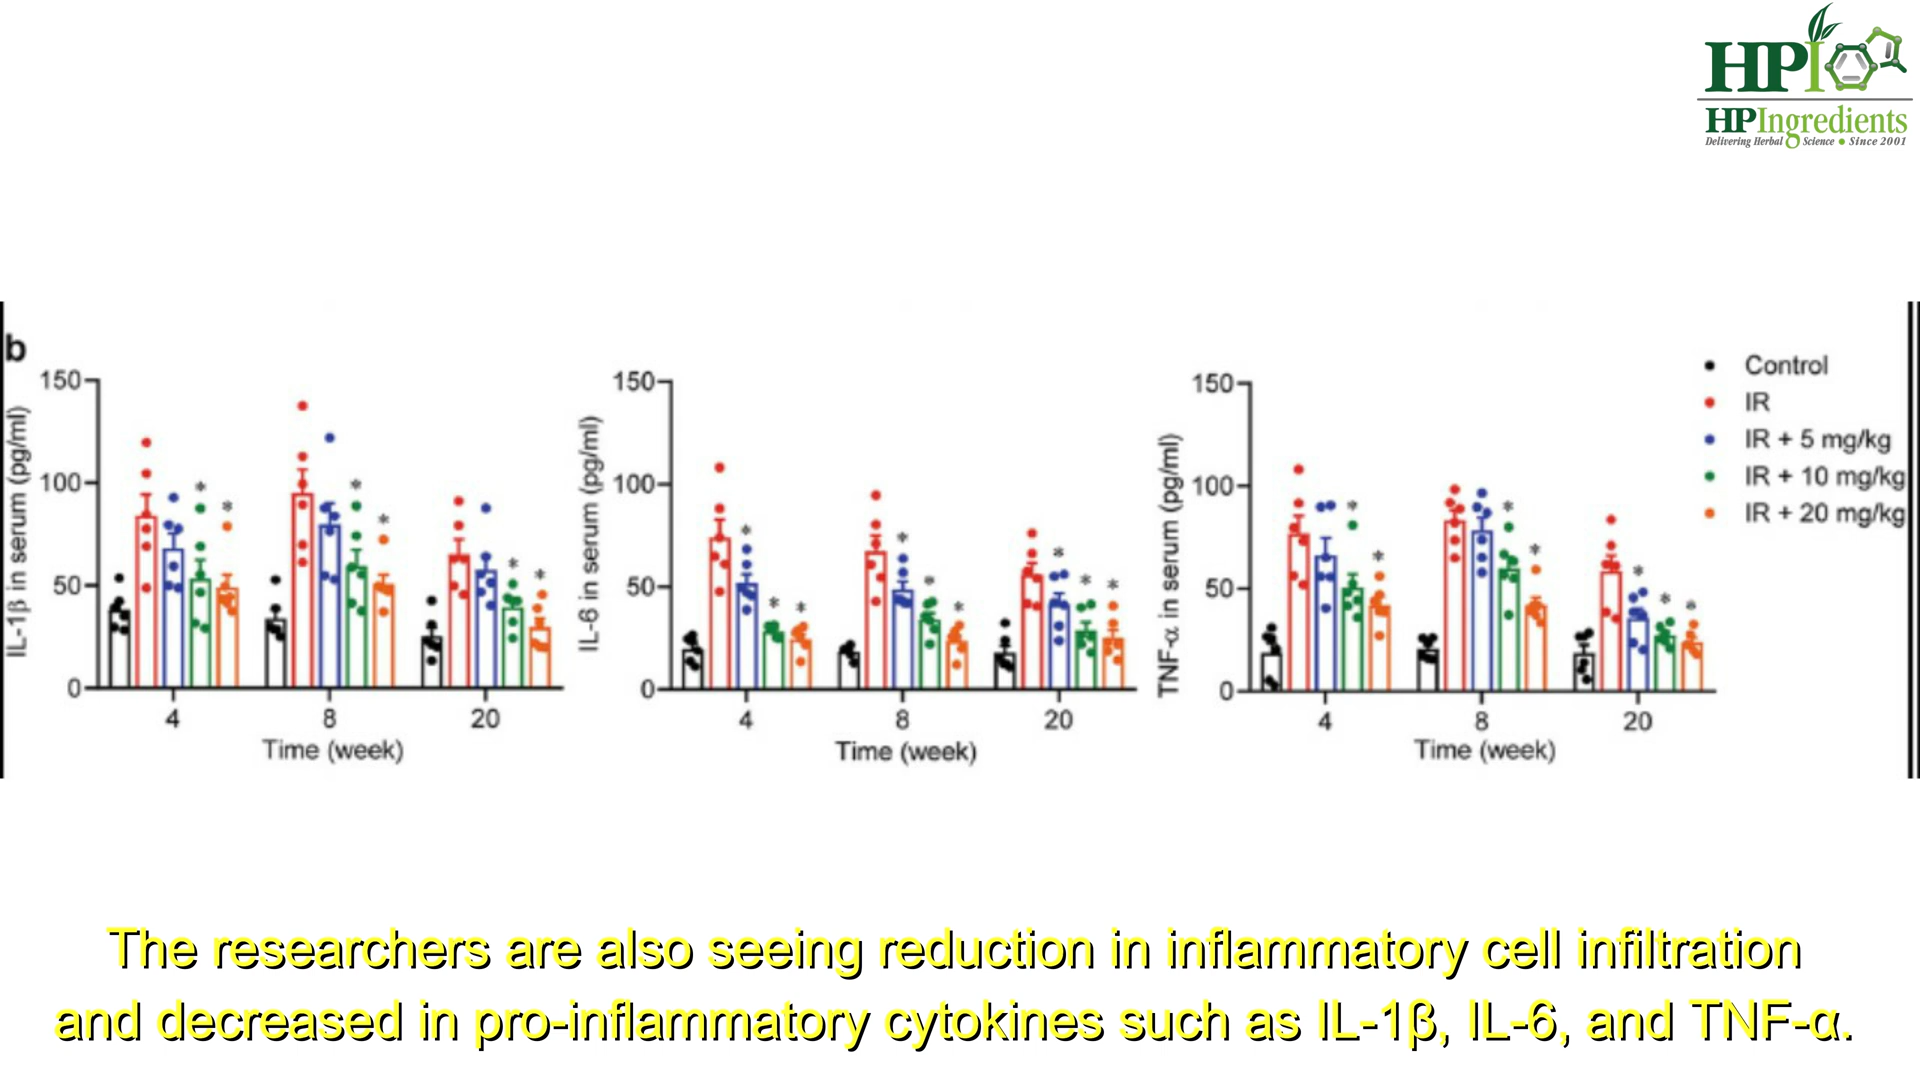 HPI
HPIngredients
Delivering Herbal Science • Since 2001
b
IL-1β in serum (pg/ml)
150
100
50
0
* * * * * *
4 8 20
Time (week)
IL-6 in serum (pg/ml)
150
100
50
0
* * * * * * * * *
4 8 20
Time (week)
TNF-α in serum (pg/ml)
150
100
50
0
* * * * * * *
4 8 20
Time (week)
Control
IR
IR + 5 mg/kg
IR + 10 mg/kg
IR + 20 mg/kg
The researchers are also seeing reduction in inflammatory cell infiltration
and decreased in pro-inflammatory cytokines such as IL-1β, IL-6, and TNF-α.